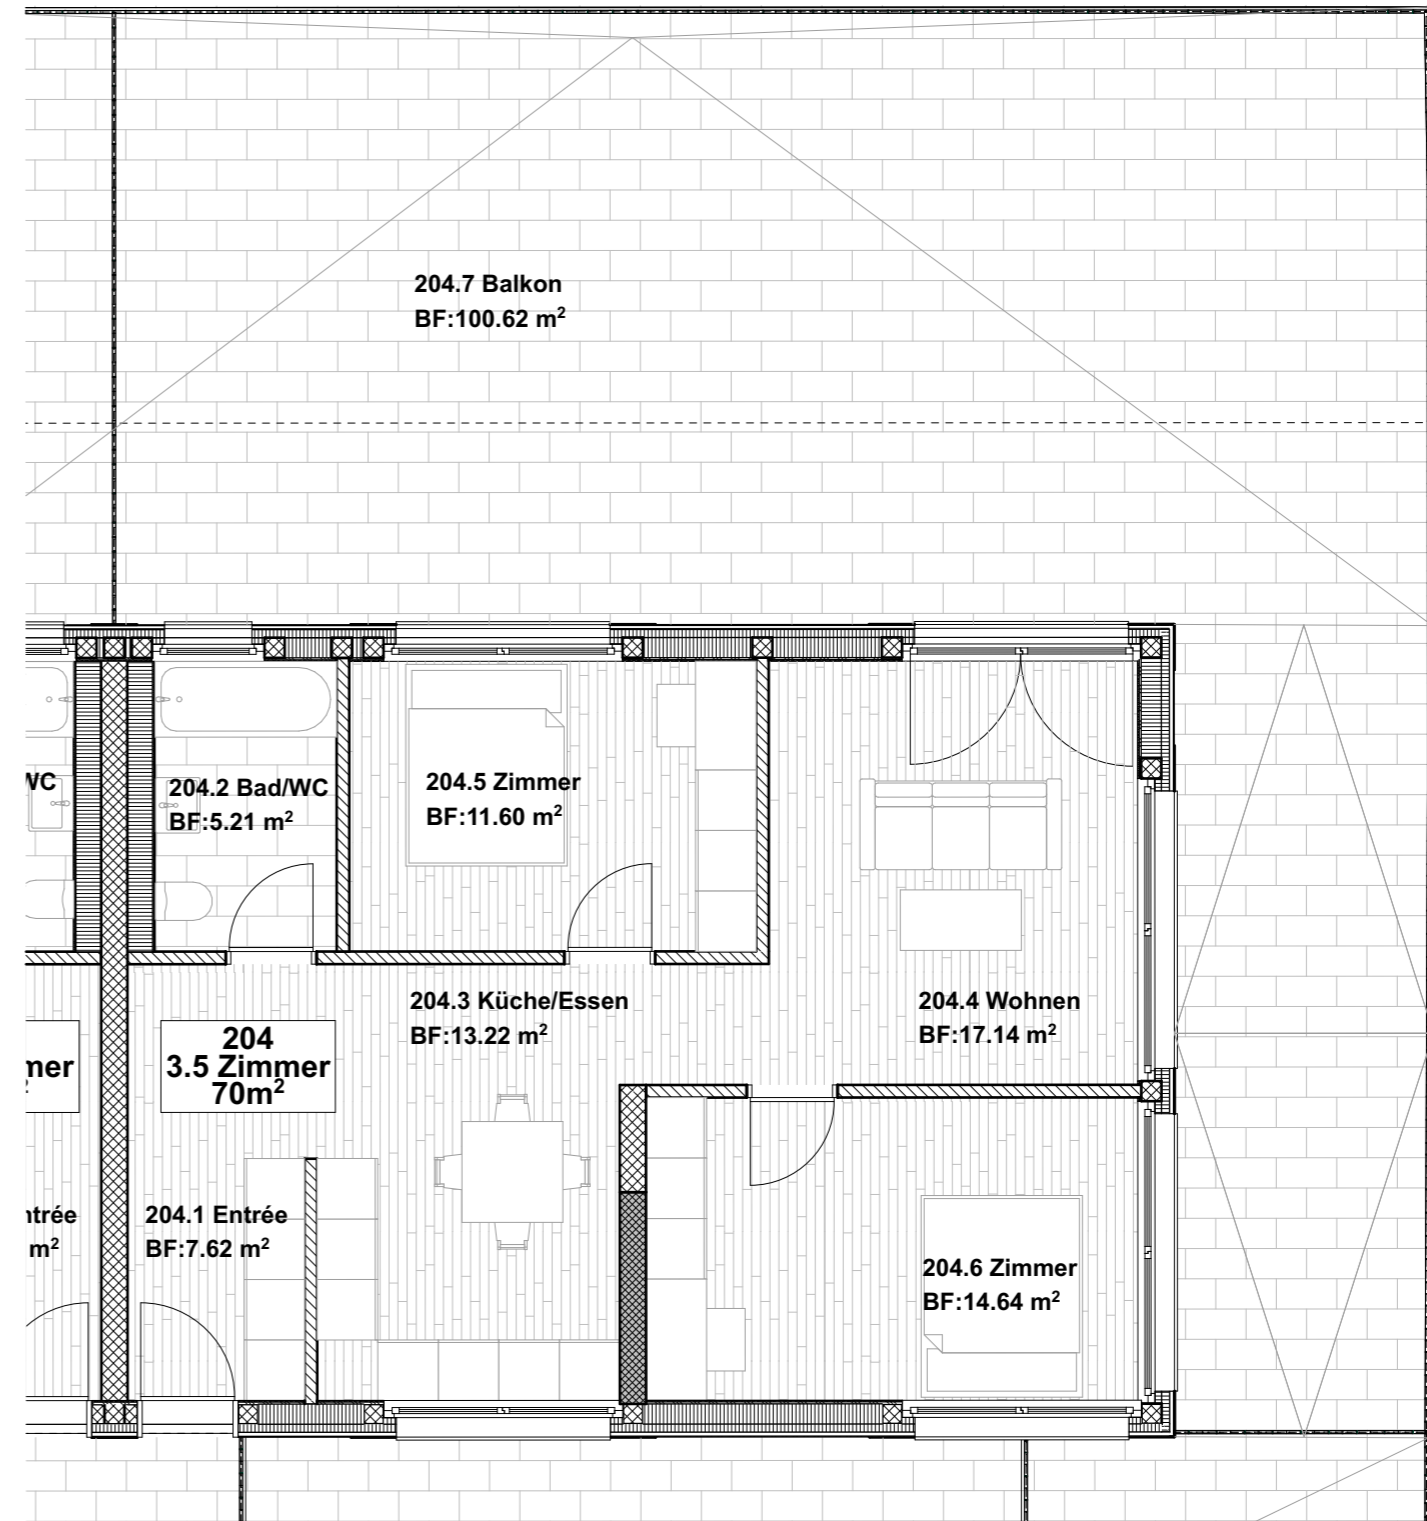 204.7 Balkon
BF:100.62 m²
WC
204.2 Bad/WC
BF:5.21 m²
204.5 Zimmer
BF:11.60 m²
204.3 Küche/Essen
BF:13.22 m²
204.4 Wohnen
BF:17.14 m²
mer
204
3.5 Zimmer
70m²
ntrée
m²
204.1 Entrée
BF:7.62 m²
204.6 Zimmer
BF:14.64 m²